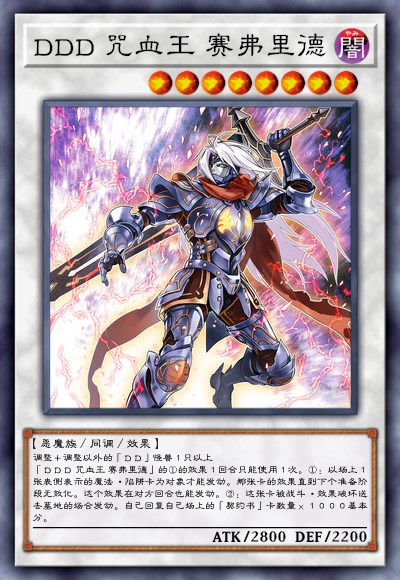 DDD 咒血王 赛弗里德
闇
やみ
【恶魔族／同调／效果】
调整＋调整以外的「ＤＤ」怪兽１只以上
「ＤＤＤ 咒血王 赛弗里德」的①的效果１回合只能使用１次。①：以场上１
张表侧表示的魔法・陷阱卡为对象才能发动。那张卡的效果直到下个准备阶
段无效化。这个效果在对方回合也能发动。②：这张卡被战斗・效果破坏送
去墓地的场合发动。自己回复自己场上的「契约书」卡数量×１０００基本
分。
ATK/2800 DEF/2200